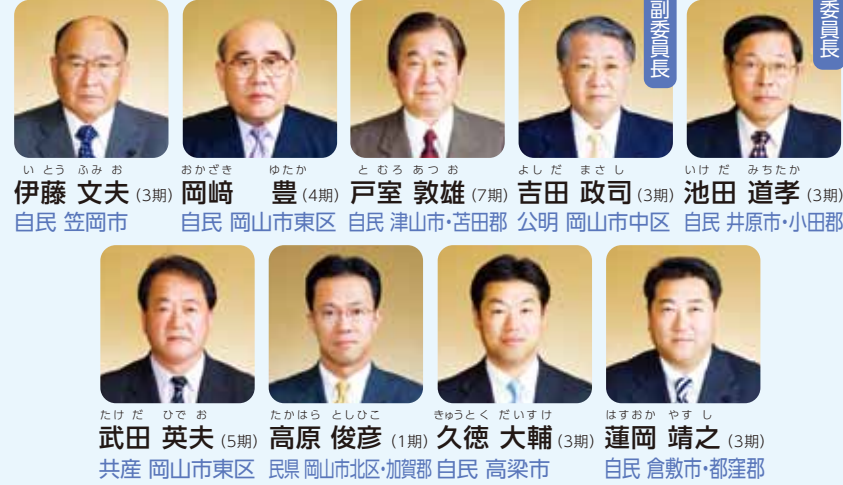 副委員長
委員長
いとう ふみお
伊藤 文夫 (3期)
自民 笠岡市
おかざき ゆたか
岡﨑 豊 (4期)
自民 岡山市東区
とむろ あつお
戸室 敦雄 (7期)
自民 津山市・苫田郡
よしだ まさし
吉田 政司 (3期)
公明 岡山市中区
いけだ みちたか
池田 道孝 (3期)
自民 井原市・小田郡
たけだ ひでお
武田 英夫 (5期)
共産 岡山市東区
たかはら としひこ
高原 俊彦 (1期)
民県 岡山市北区・加賀郡
きゅうとく だいすけ
久徳 大輔 (3期)
自民 高梁市
はすおか やすし
蓮岡 靖之 (3期)
自民 倉敷市・都窪郡